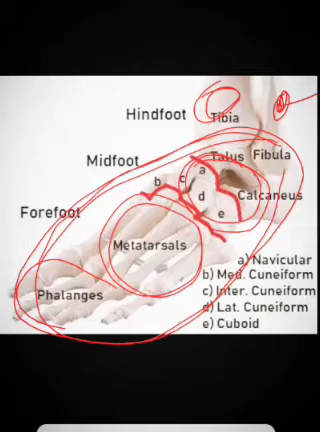 Hindfoot
Tibia
Midfoot
Talus
Fibula
a
b
c
Calcaneus
d
Forefoot
e
Metatarsals
a) Navicular
b) Med. Cuneiform
Phalanges
c) Inter. Cuneiform
d) Lat. Cuneiform
e) Cuboid